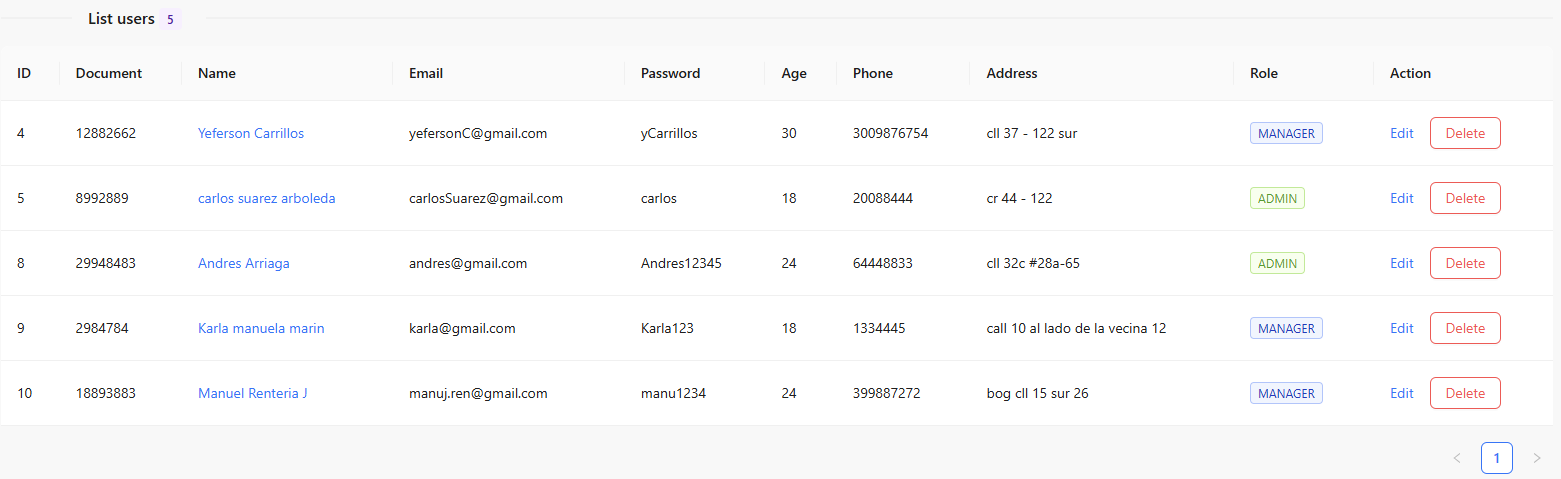 List users 5
ID Document Name Email Password Age Phone Address Role Action
4 12882662 Yeferson Carrillos yefersonC@gmail.com yCarrillos 30 3009876754 cll 37 - 122 sur MANAGER Edit Delete
5 8992889 carlos suarez arboleda carlosSuarez@gmail.com carlos 18 20088444 cr 44 - 122 ADMIN Edit Delete
8 29948483 Andres Arriaga andres@gmail.com Andres12345 24 64448833 cll 32c #28a-65 ADMIN Edit Delete
9 2984784 Karla manuela marin karla@gmail.com Karla123 18 1334445 call 10 al lado de la vecina 12 MANAGER Edit Delete
10 18893883 Manuel Renteria J manuj.ren@gmail.com manu1234 24 399887272 bog cll 15 sur 26 MANAGER Edit Delete
< 1 >